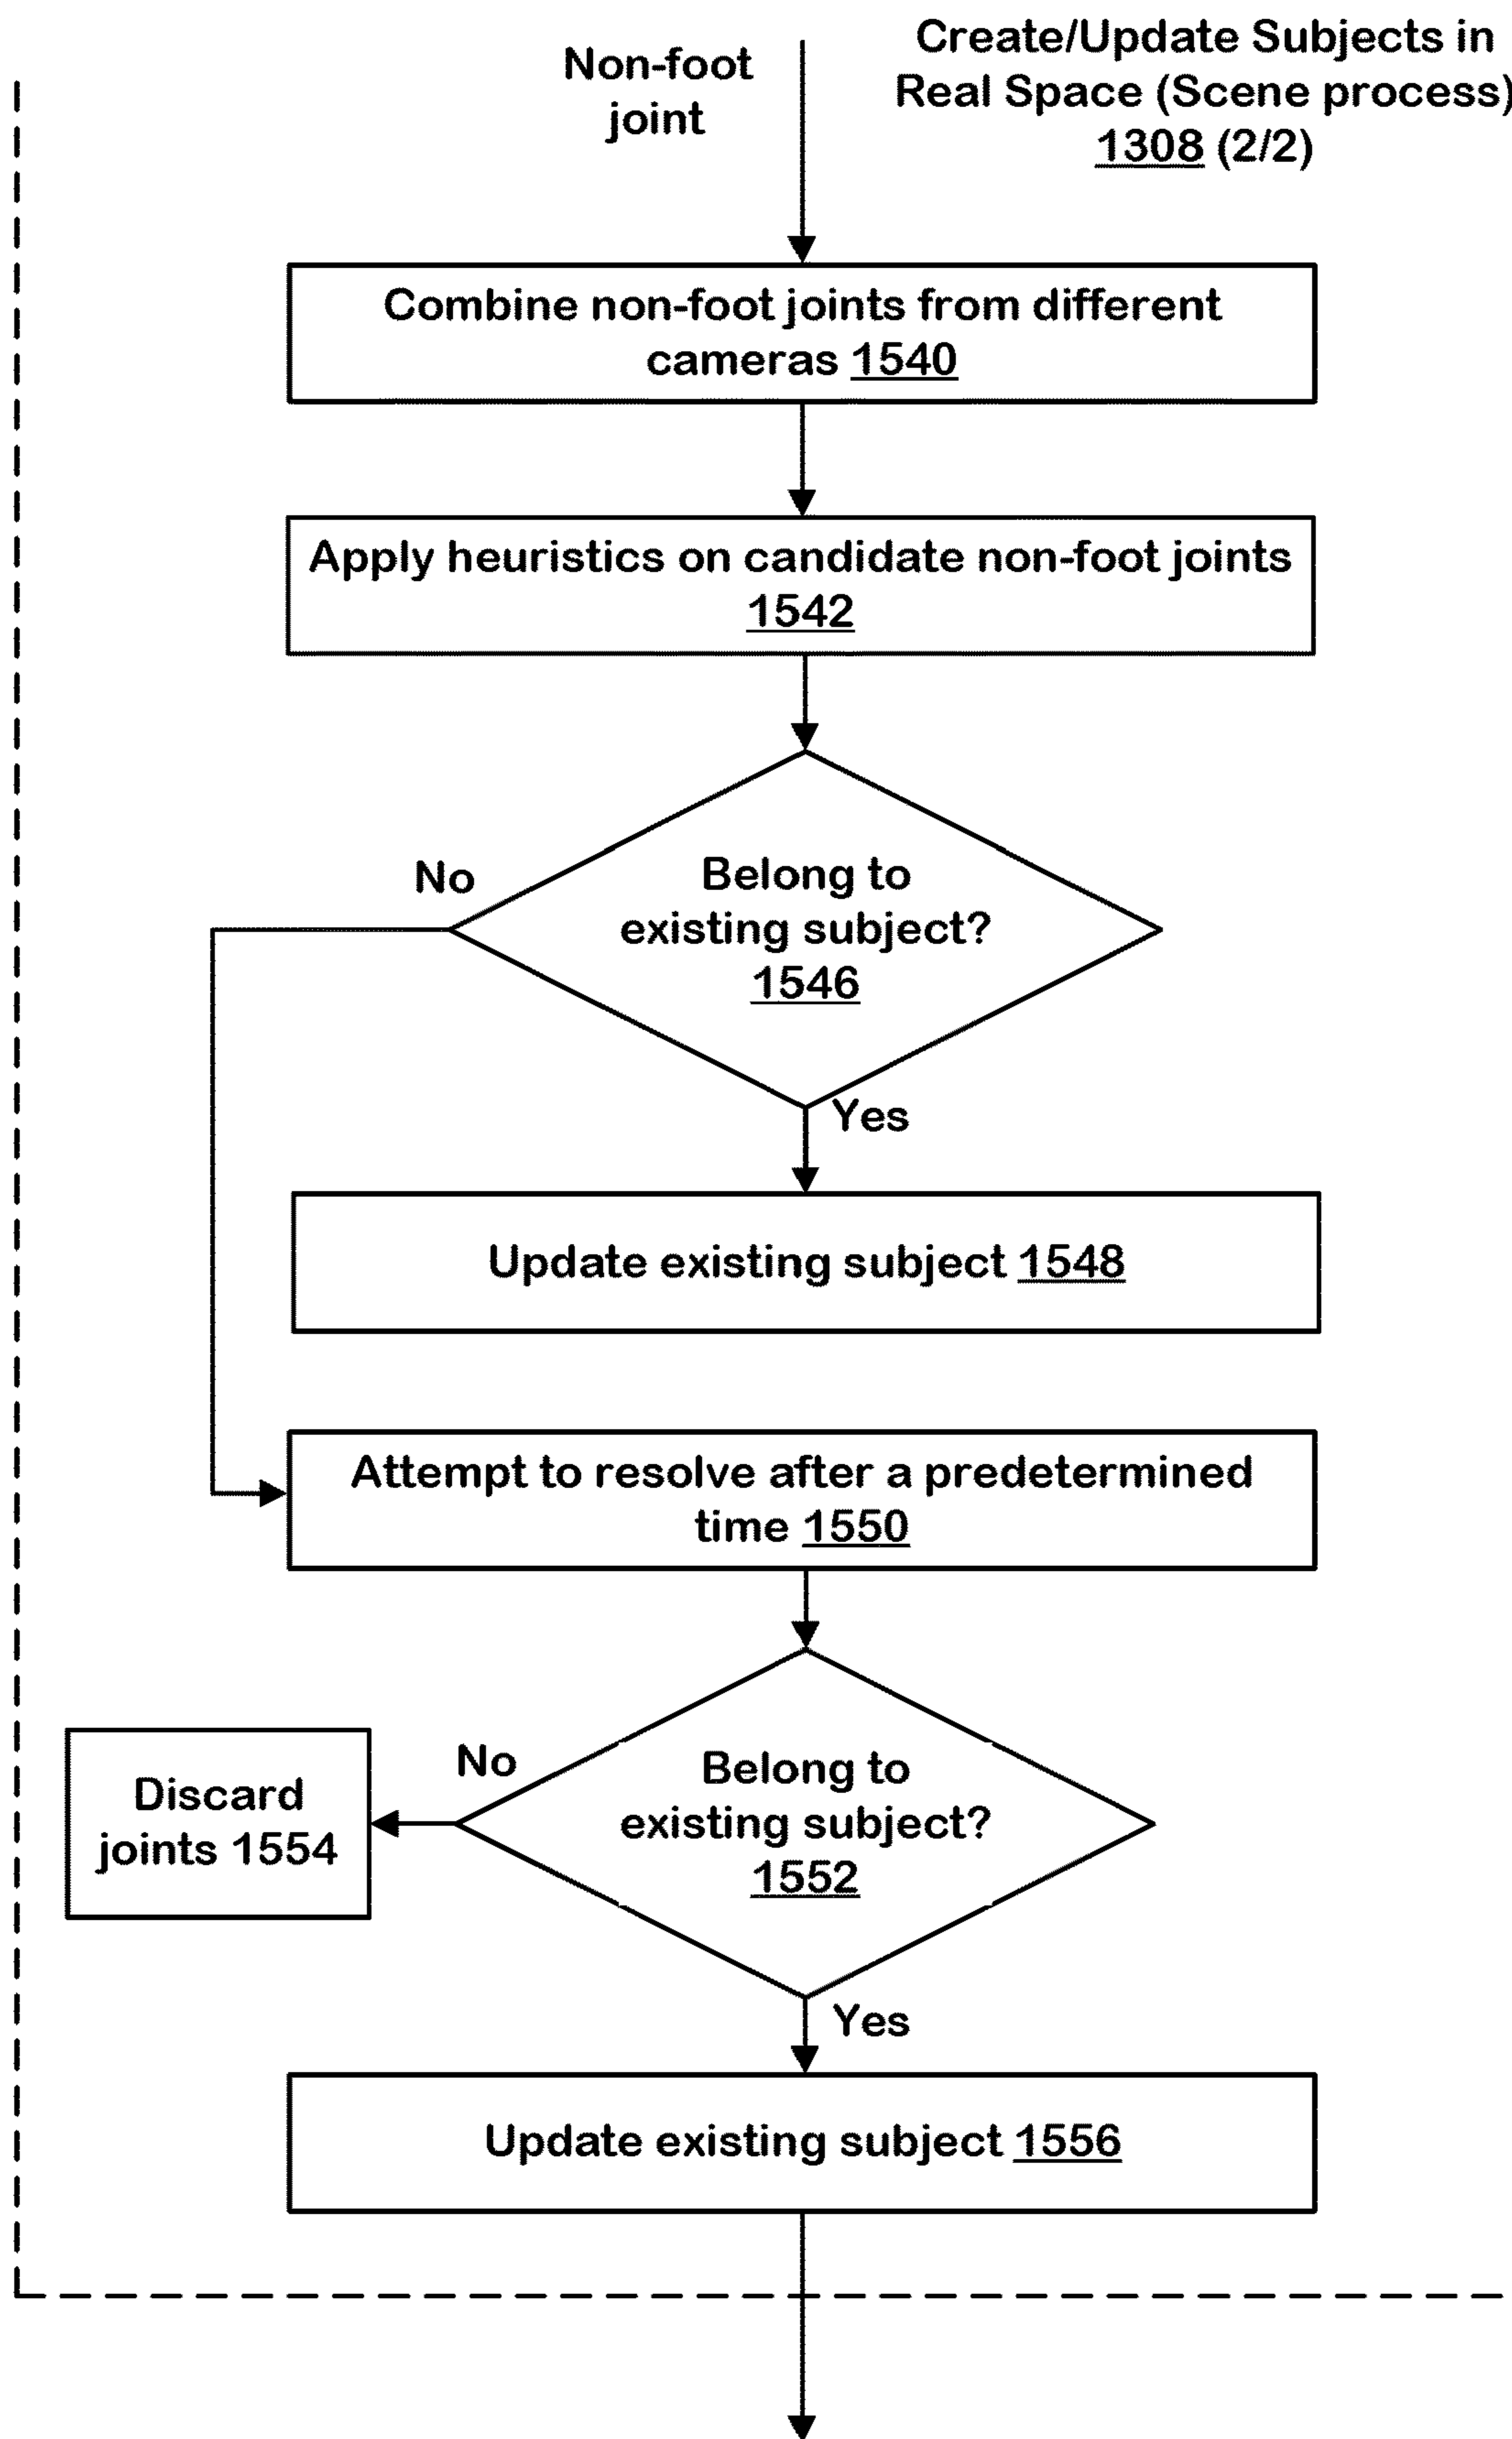 Non-foot
joint
Create/Update Subjects in
Real Space (Scene process)
1308 (2/2)
Combine non-foot joints from different
cameras 1540
Apply heuristics on candidate non-foot joints
1542
No
Belong to
existing subject?
1546
Yes
Update existing subject 1548
Attempt to resolve after a predetermined
time 1550
No
Belong to
existing subject?
1552
Discard
joints 1554
Yes
Update existing subject 1556